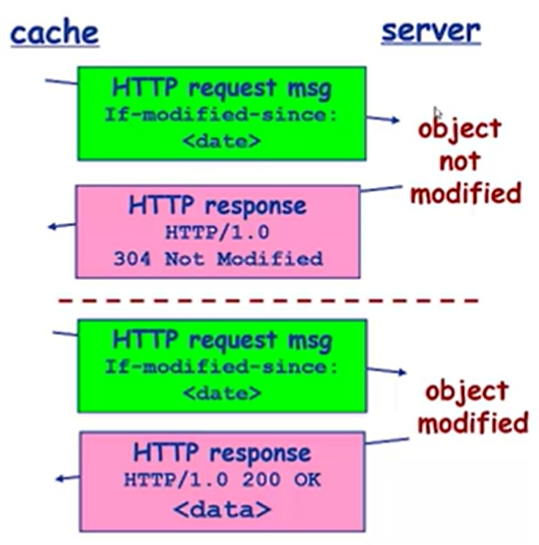 cache
server
HTTP request msg
If-modified-since:
<date>
object
not
modified
HTTP response
HTTP/1.0
304 Not Modified
HTTP request msg
If-modified-since:
<date>
object
modified
HTTP response
HTTP/1.0 200 OK
<data>